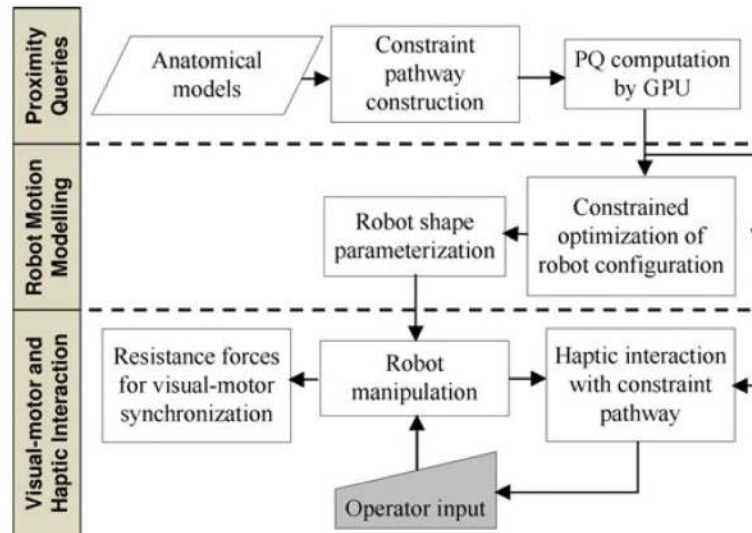 Proximity
Queries
Anatomical
models
Constraint
pathway
construction
PQ computation
by GPU
Robot Motion
Modelling
Robot shape
parameterization
Constrained
optimization of
robot configuration
Visual-motor and
Haptic Interaction
Resistance forces
for visual-motor
synchronization
Robot
manipulation
Haptic interaction
with constraint
pathway
Operator input